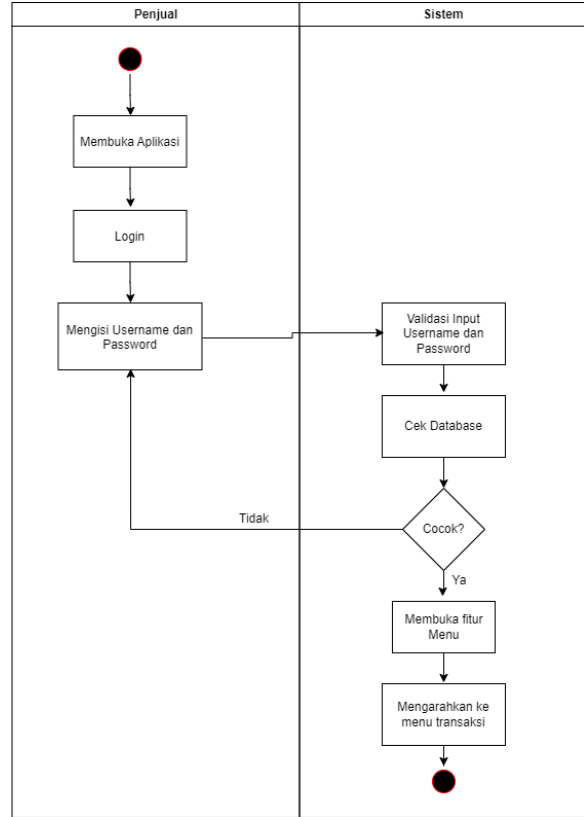 Penjual
Sistem
Membuka Aplikasi
Login
Mengisi Username dan
Password
Validasi Input
Username dan
Password
Cek Database
Cocok?
Tidak
Ya
Membuka fitur
Menu
Mengarahkan ke
menu transaksi